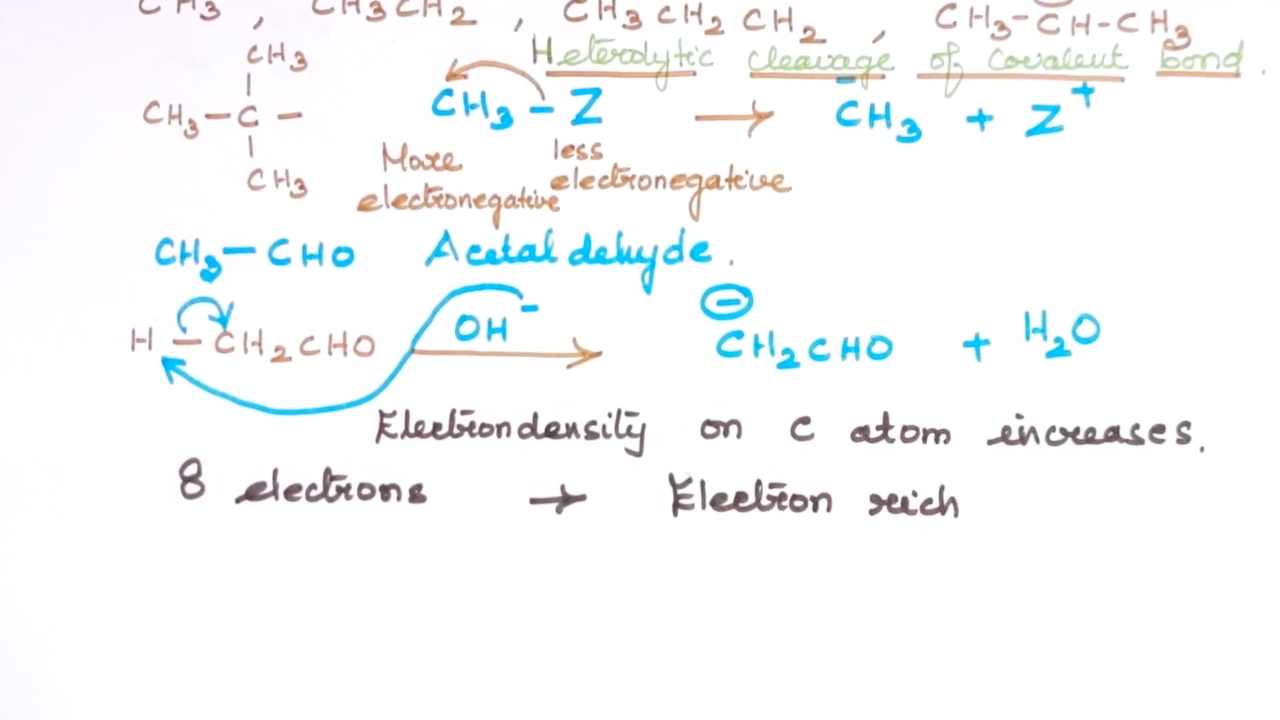 CH3 , CH3CH2 , CH3CH2CH2 , CH3-CH-CH3
Heterolytic cleavage of covalent bond.
CH3
CH3-C-
CH3
CH3-Z → C̄H3 + Z+
More electronegative
less electronegative
CH3-CHO Acetaldehyde.
H-CH2CHO OH- → ⊖CH2CHO + H2O
Electrondensity on C atom increases.
8 electrons → Electron rich